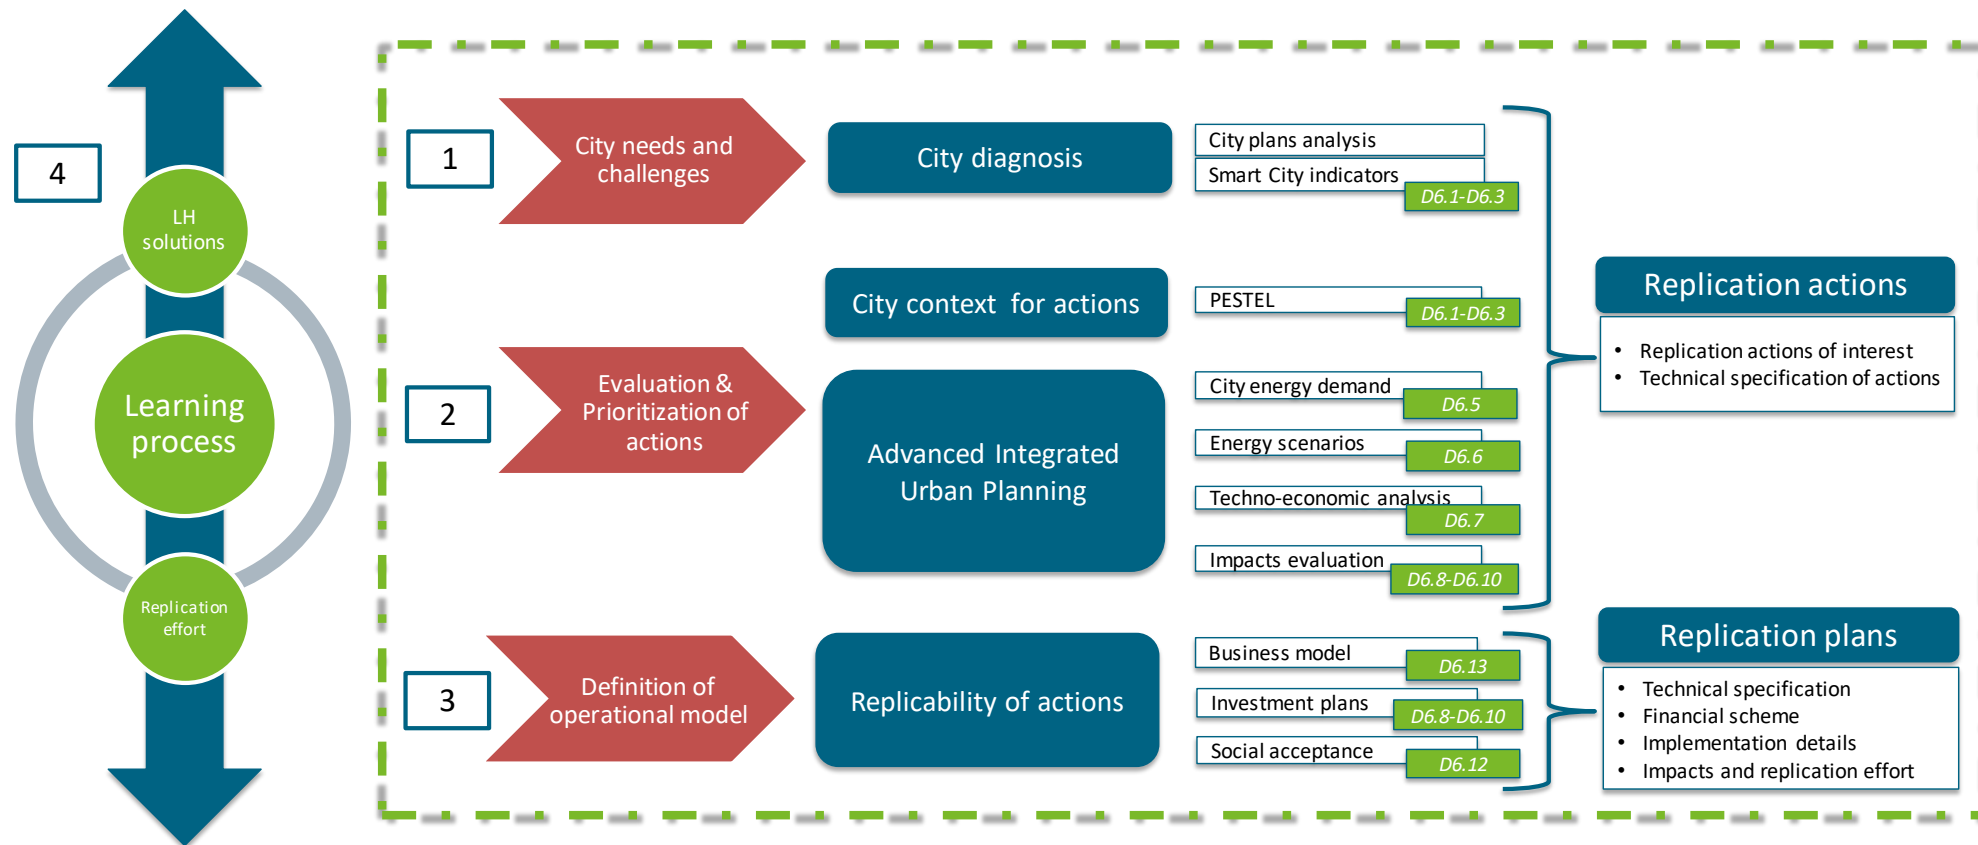 4
LH
solutions
Learning
process
Replication
effort
1
City needs and
challenges
City diagnosis
City plans analysis
Smart City indicators
D6.1-D6.3
City context for actions
PESTEL
D6.1-D6.3
2
Evaluation &
Prioritization of
actions
Advanced Integrated
Urban Planning
City energy demand
D6.5
Energy scenarios
D6.6
Techno-economic analysis
D6.7
Impacts evaluation
D6.8-D6.10
Replication actions
• Replication actions of interest
• Technical specification of actions
3
Definition of
operational model
Replicability of actions
Business model
D6.13
Investment plans
D6.8-D6.10
Social acceptance
D6.12
Replication plans
• Technical specification
• Financial scheme
• Implementation details
• Impacts and replication effort